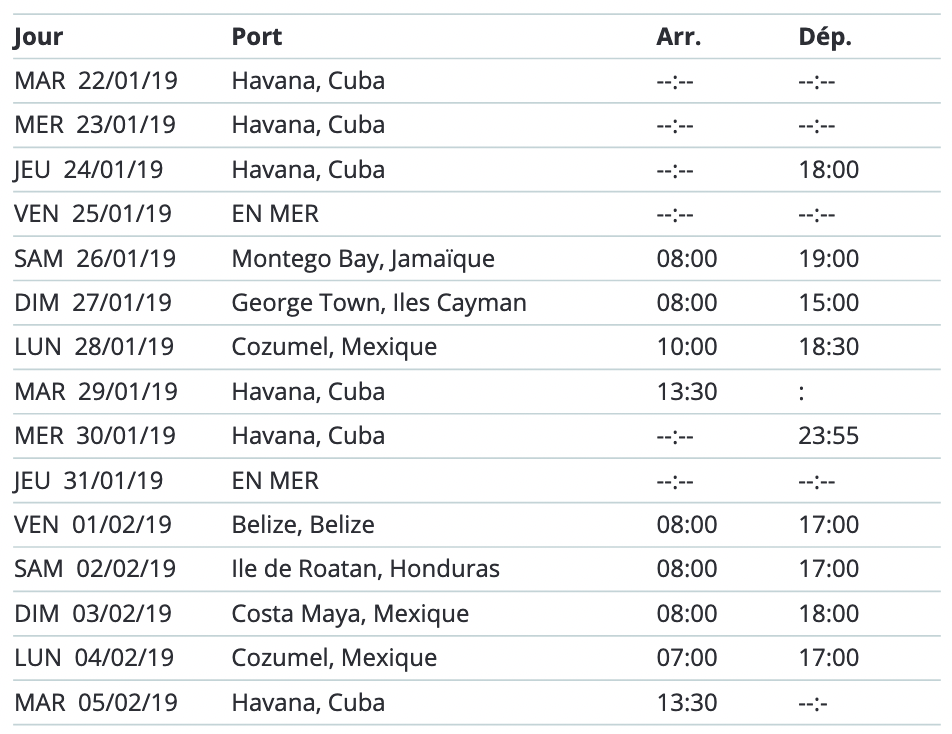 Jour Port Arr. Dép.
MAR 22/01/19 Havana, Cuba --:-- --:--
MER 23/01/19 Havana, Cuba --:-- --:--
JEU 24/01/19 Havana, Cuba --:-- 18:00
VEN 25/01/19 EN MER --:-- --:--
SAM 26/01/19 Montego Bay, Jamaïque 08:00 19:00
DIM 27/01/19 George Town, Iles Cayman 08:00 15:00
LUN 28/01/19 Cozumel, Mexique 10:00 18:30
MAR 29/01/19 Havana, Cuba 13:30 :
MER 30/01/19 Havana, Cuba --:-- 23:55
JEU 31/01/19 EN MER --:-- --:--
VEN 01/02/19 Belize, Belize 08:00 17:00
SAM 02/02/19 Ile de Roatan, Honduras 08:00 17:00
DIM 03/02/19 Costa Maya, Mexique 08:00 18:00
LUN 04/02/19 Cozumel, Mexique 07:00 17:00
MAR 05/02/19 Havana, Cuba 13:30 --:-